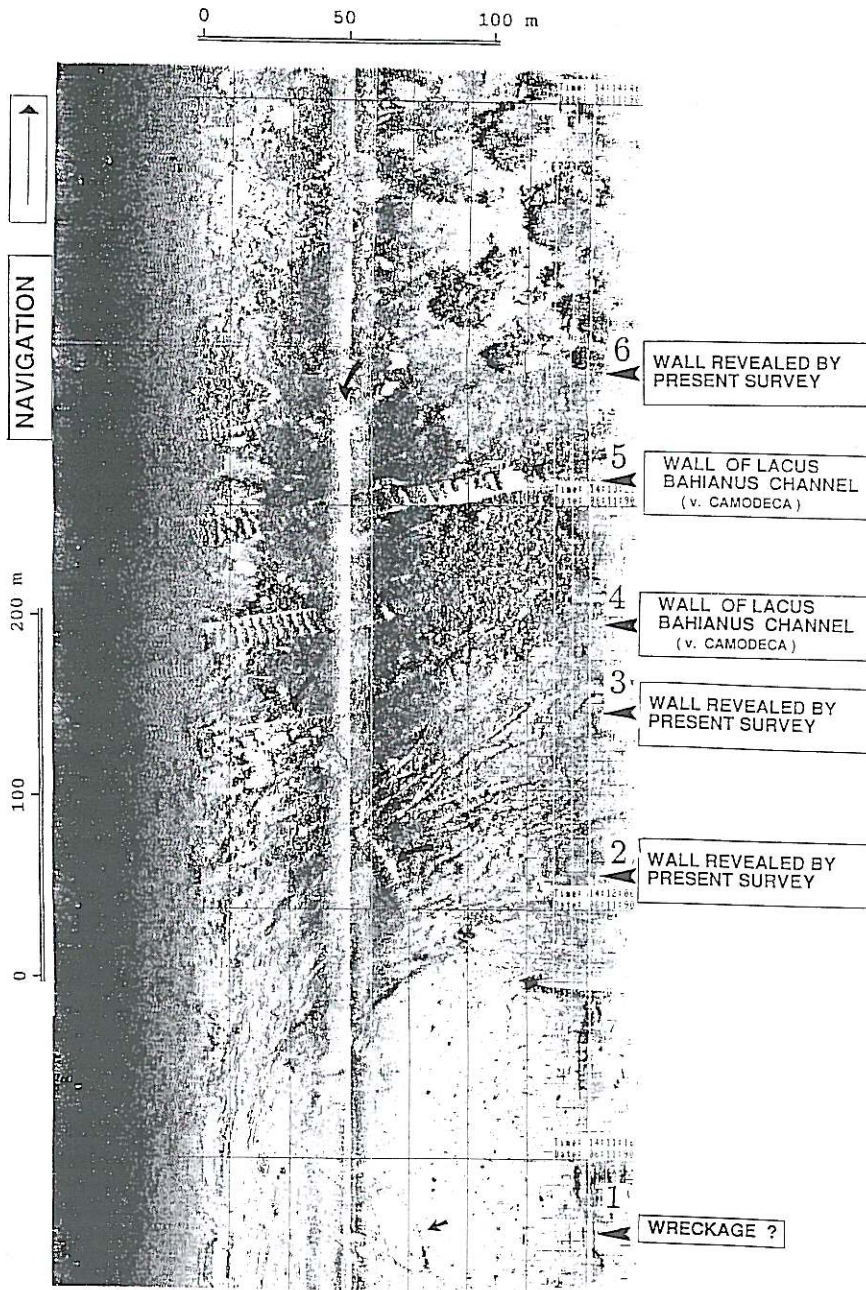 0 50 100 m
NAVIGATION
200 m
100
0
6
WALL REVEALED BY
PRESENT SURVEY
5
WALL OF LACUS
BAHIANUS CHANNEL
(v. CAMODECA)
4
WALL OF LACUS
BAHIANUS CHANNEL
(v. CAMODECA)
3
WALL REVEALED BY
PRESENT SURVEY
2
WALL REVEALED BY
PRESENT SURVEY
Time:
Date:
1
WRECKAGE ?